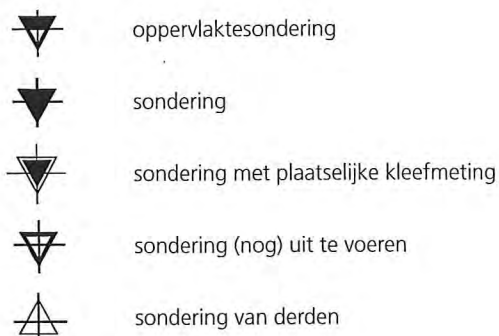 oppervlaktesondering
sondering
sondering met plaatselijke kleefmeting
sondering (nog) uit te voeren
sondering van derden